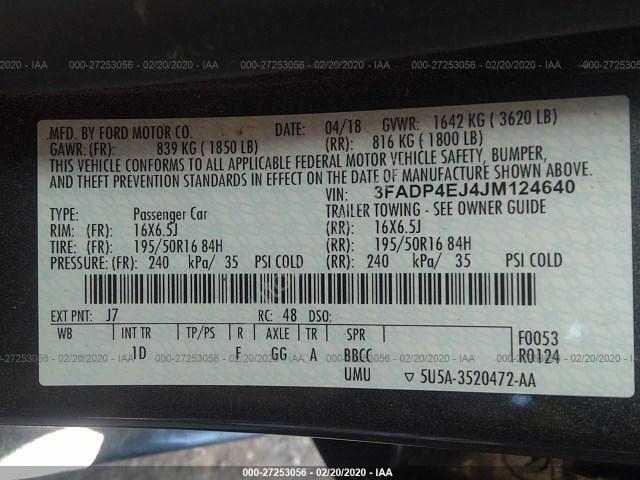 000-27253056 - 02/20/2020 - IAA
MFD. BY FORD MOTOR CO. DATE: 04/18 GVWR: 1642 KG ( 3620 LB)
GAWR: (FR): 839 KG ( 1850 LB) (RR): 816 KG ( 1800 LB)
THIS VEHICLE CONFORMS TO ALL APPLICABLE FEDERAL MOTOR VEHICLE SAFETY, BUMPER,
AND THEFT PREVENTION STANDARDS IN EFFECT ON THE DATE OF MANUFACTURE SHOWN ABOVE.
VIN: 3FADP4EJ4JM124640
TYPE: Passenger Car TRAILER TOWING - SEE OWNER GUIDE
RIM: (FR): 16X6.5J (RR): 16X6.5J
TIRE: (FR): 195/50R16 84H (RR): 195/50R16 84H
PRESSURE: (FR): 240 kPa/ 35 PSI COLD (RR): 240 kPa/ 35 PSI COLD
EXT PNT: J7 RC: 48 DSO:
WB INT TR TP/PS R AXLE TR SPR F0053
1D F GG A BBCC R0124
UMU ▽ 5U5A-3520472-AA
000-27253056 - 02/20/2020 - IAA